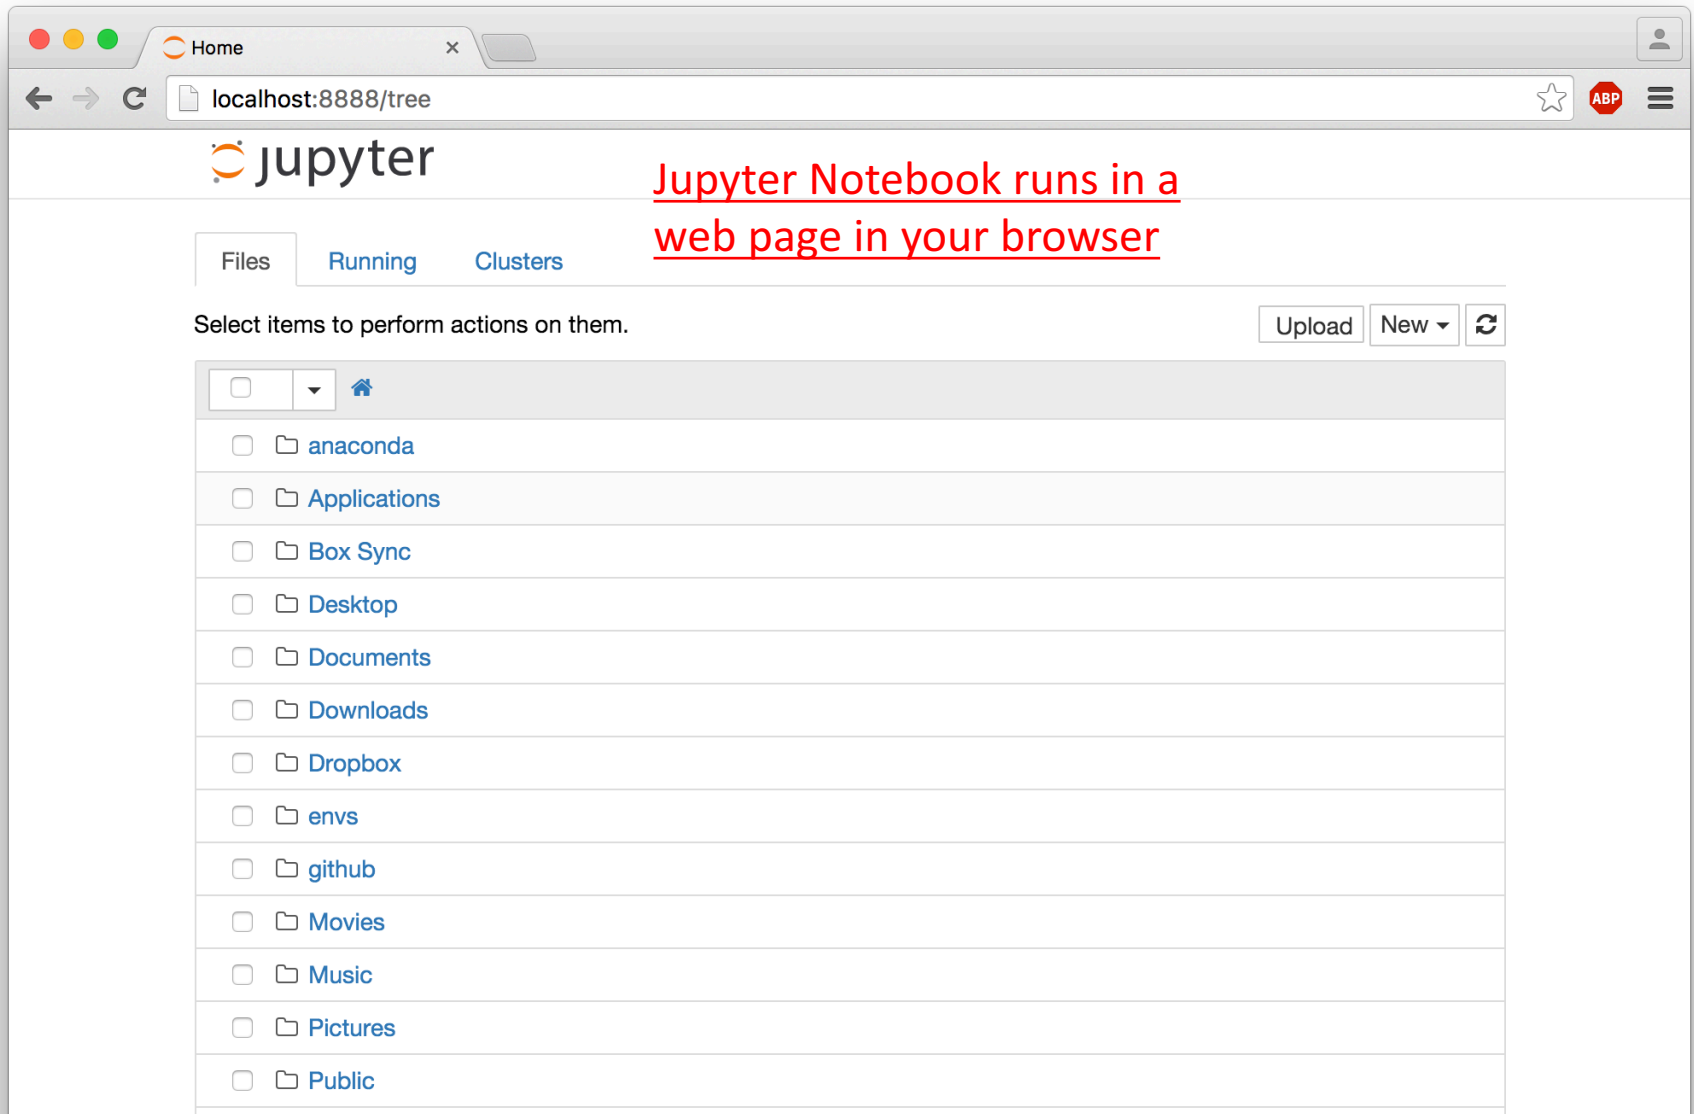 Home
localhost:8888/tree
ABP
jupyter
Jupyter Notebook runs in a
web page in your browser
Files Running Clusters
Select items to perform actions on them.
Upload New
anaconda
Applications
Box Sync
Desktop
Documents
Downloads
Dropbox
envs
github
Movies
Music
Pictures
Public